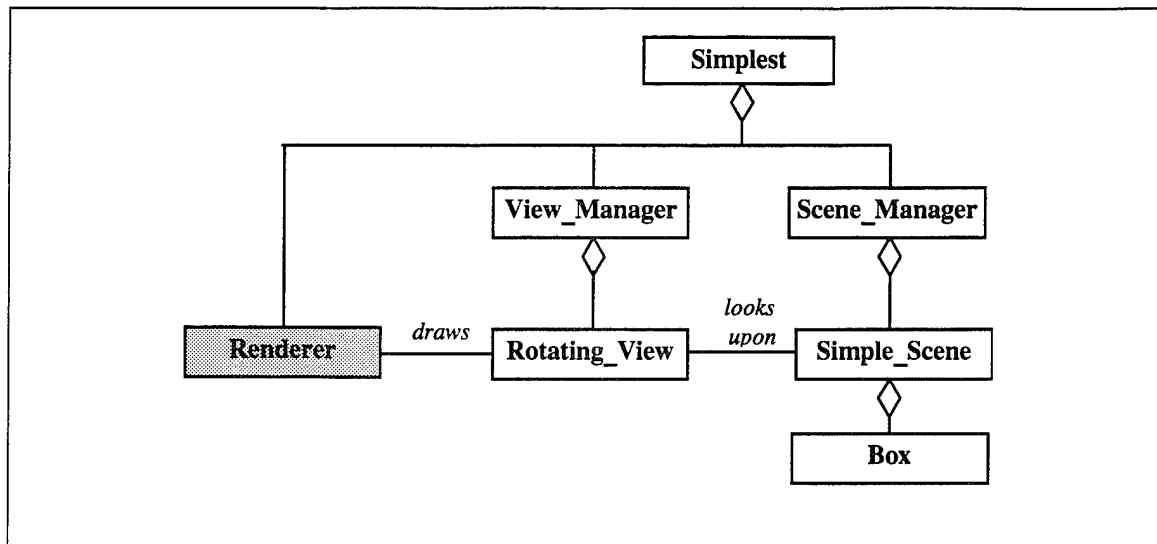 Simplest
View_Manager
Scene_Manager
Renderer
draws
Rotating_View
looks
upon
Simple_Scene
Box